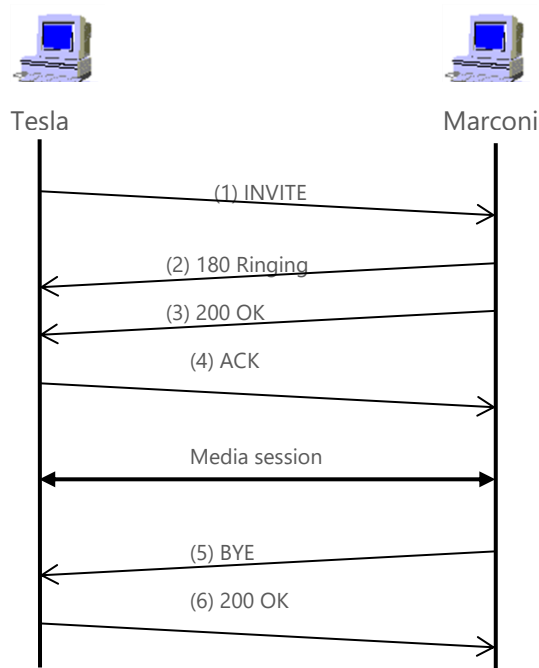 Tesla
Marconi
(1) INVITE
(2) 180 Ringing
(3) 200 OK
(4) ACK
Media session
(5) BYE
(6) 200 OK